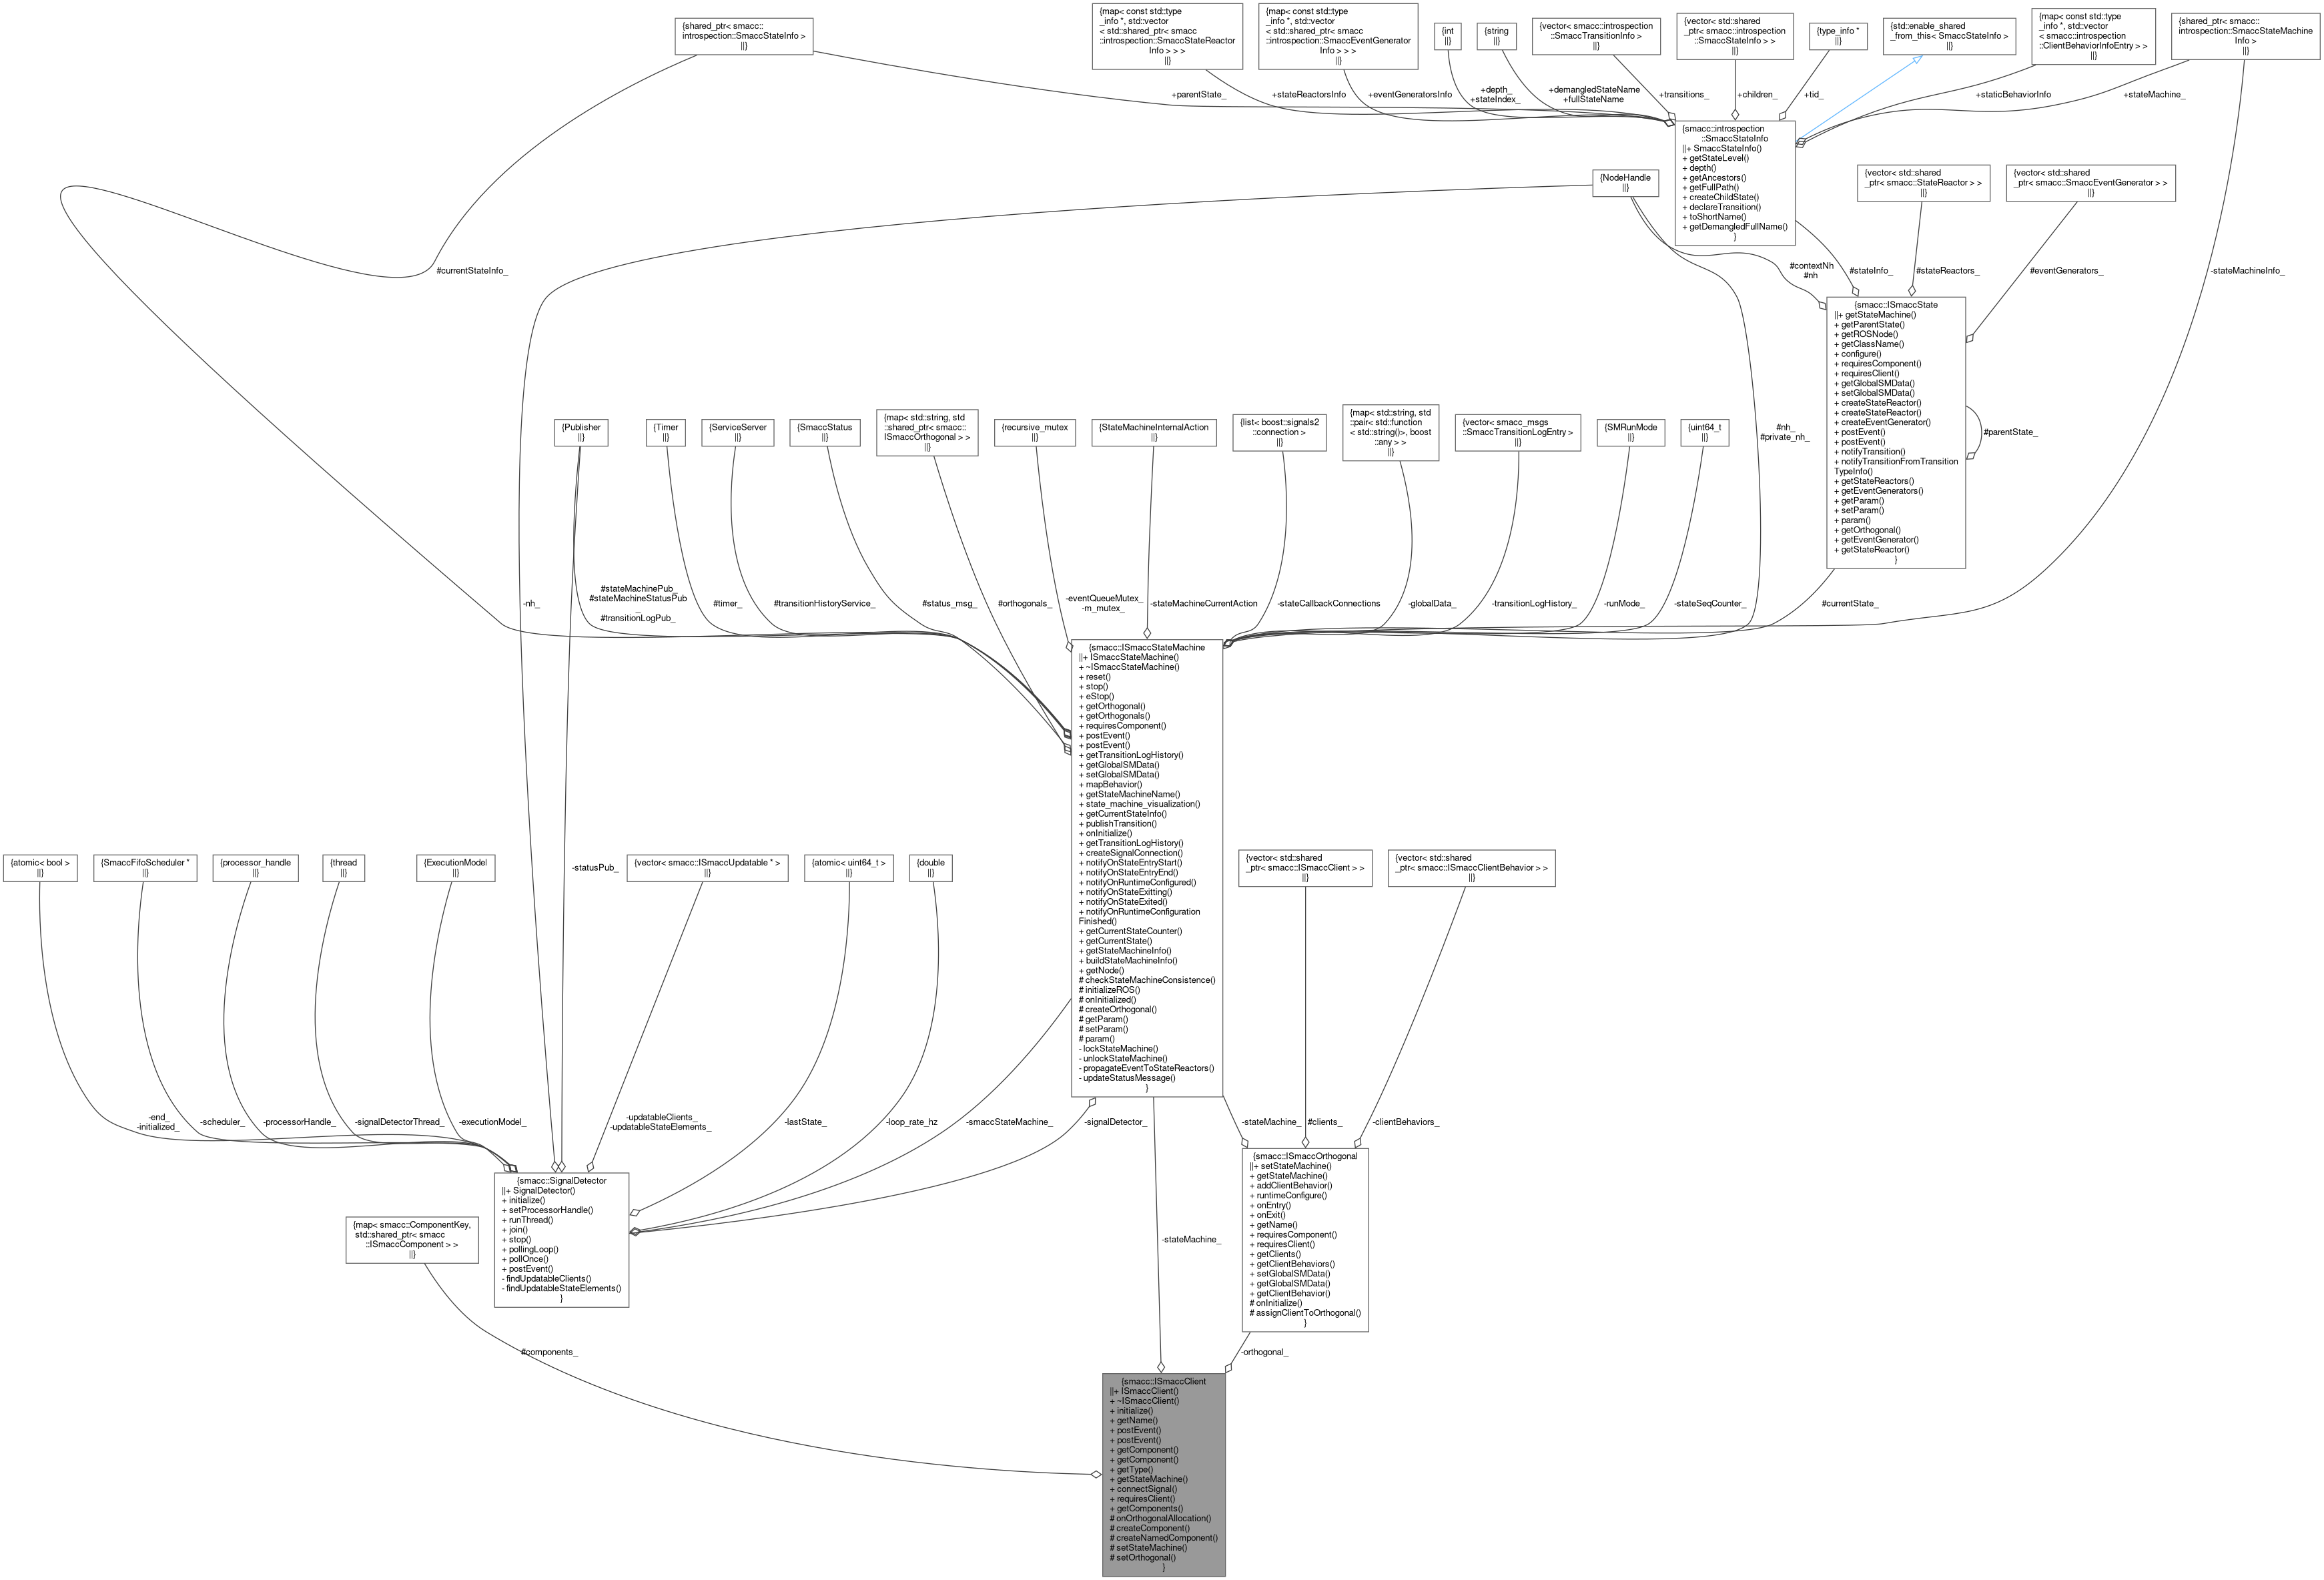 {shared_ptr< smacc::
introspection::SmaccStateInfo >
||}
{map< const std::type
_info *, std::vector
< std::shared_ptr< smacc
::introspection::SmaccStateReactor
Info > > >
||}
{map< const std::type
_info *, std::vector
< std::shared_ptr< smacc
::introspection::SmaccEventGenerator
Info > > >
||}
{int
||}
{string
||}
{vector< smacc::introspection
::SmaccTransitionInfo >
||}
{vector< std::shared
_ptr< smacc::introspection
::SmaccStateInfo > >
||}
{type_info *
||}
{std::enable_shared
_from_this< SmaccStateInfo >
||}
{map< const std::type
_info *, std::vector
< smacc::introspection
::ClientBehaviorInfoEntry > >
||}
{shared_ptr< smacc::
introspection::SmaccStateMachine
Info >
||}
+parentState_
+stateReactorsInfo
+eventGeneratorsInfo
+depth_
+stateIndex_
+demangledStateName
+fullStateName
+transitions_
+children_
+tid_
+staticBehaviorInfo
+stateMachine_
{smacc::introspection
::SmaccStateInfo
||+ SmaccStateInfo()
+ getStateLevel()
+ depth()
+ getAncestors()
+ getFullPath()
+ createChildState()
+ declareTransition()
+ toShortName()
+ getDemangledFullName()
}
{NodeHandle
||}
{vector< std::shared
_ptr< smacc::StateReactor > >
||}
{vector< std::shared
_ptr< smacc::SmaccEventGenerator > >
||}
#currentStateInfo_
#contextNh
#nh
#stateInfo_
#stateReactors_
#eventGenerators_
-stateMachineInfo_
{smacc::ISmaccState
||+ getStateMachine()
+ getParentState()
+ getROSNode()
+ getClassName()
+ configure()
+ requiresComponent()
+ requiresClient()
+ getGlobalSMData()
+ setGlobalSMData()
+ createStateReactor()
+ createStateReactor()
+ createEventGenerator()
+ postEvent()
+ postEvent()
+ notifyTransition()
+ notifyTransitionFromTransition
TypeInfo()
+ getStateReactors()
+ getEventGenerators()
+ getParam()
+ setParam()
+ param()
+ getOrthogonal()
+ getEventGenerator()
+ getStateReactor()
}
#parentState_
{Publisher
||}
{Timer
||}
{ServiceServer
||}
{SmaccStatus
||}
{map< std::string, std
::shared_ptr< smacc::
ISmaccOrthogonal > >
||}
{recursive_mutex
||}
{StateMachineInternalAction
||}
{list< boost::signals2
::connection >
||}
{map< std::string, std
::pair< std::function
< std::string()>, boost
::any > >
||}
{vector< smacc_msgs
::SmaccTransitionLogEntry >
||}
{SMRunMode
||}
{uint64_t
||}
#nh_
#private_nh_
-nh_
#stateMachinePub_
#stateMachineStatusPub
_
#transitionLogPub_
#timer_
#transitionHistoryService_
#status_msg_
#orthogonals_
-eventQueueMutex_
-m_mutex_
-stateMachineCurrentAction
-stateCallbackConnections
-globalData_
-transitionLogHistory_
-runMode_
-stateSeqCounter_
#currentState_
{smacc::ISmaccStateMachine
||+ ISmaccStateMachine()
+ ~ISmaccStateMachine()
+ reset()
+ stop()
+ eStop()
+ getOrthogonal()
+ getOrthogonals()
+ requiresComponent()
+ postEvent()
+ postEvent()
+ getTransitionLogHistory()
+ getGlobalSMData()
+ setGlobalSMData()
+ mapBehavior()
+ getStateMachineName()
+ state_machine_visualization()
+ getCurrentStateInfo()
+ publishTransition()
+ onInitialize()
+ getTransitionLogHistory()
+ createSignalConnection()
+ notifyOnStateEntryStart()
+ notifyOnStateEntryEnd()
+ notifyOnRuntimeConfigured()
+ notifyOnStateExitting()
+ notifyOnStateExited()
+ notifyOnRuntimeConfiguration
Finished()
+ getCurrentStateCounter()
+ getCurrentState()
+ getStateMachineInfo()
+ buildStateMachineInfo()
+ getNode()
# checkStateMachineConsistence()
# initializeROS()
# onInitialized()
# createOrthogonal()
# getParam()
# setParam()
# param()
- lockStateMachine()
- unlockStateMachine()
- propagateEventToStateReactors()
- updateStatusMessage()
}
{atomic< bool >
||}
{SmaccFifoScheduler *
||}
{processor_handle
||}
{thread
||}
{ExecutionModel
||}
-statusPub_
{vector< smacc::ISmaccUpdatable * >
||}
{atomic< uint64_t >
||}
{double
||}
{vector< std::shared
_ptr< smacc::ISmaccClient > >
||}
{vector< std::shared
_ptr< smacc::ISmaccClientBehavior > >
||}
-end_
-initialized_
-scheduler_
-processorHandle_
-signalDetectorThread_
-executionModel_
-updatableClients_
-updatableStateElements_
-lastState_
-loop_rate_hz
-smaccStateMachine_
-signalDetector_
-stateMachine_
#clients_
-clientBehaviors_
{smacc::SignalDetector
||+ SignalDetector()
+ initialize()
+ setProcessorHandle()
+ runThread()
+ join()
+ stop()
+ pollingLoop()
+ pollOnce()
+ postEvent()
- findUpdatableClients()
- findUpdatableStateElements()
}
{smacc::ISmaccOrthogonal
||+ setStateMachine()
+ getStateMachine()
+ addClientBehavior()
+ runtimeConfigure()
+ onEntry()
+ onExit()
+ getName()
+ requiresComponent()
+ requiresClient()
+ getClients()
+ getClientBehaviors()
+ setGlobalSMData()
+ getGlobalSMData()
+ getClientBehavior()
# onInitialize()
# assignClientToOrthogonal()
}
{map< smacc::ComponentKey,
std::shared_ptr< smacc
::ISmaccComponent > >
||}
-stateMachine_
#components_
-orthogonal_
{smacc::ISmaccClient
||+ ISmaccClient()
+ ~ISmaccClient()
+ initialize()
+ getName()
+ postEvent()
+ postEvent()
+ getComponent()
+ getComponent()
+ getType()
+ getStateMachine()
+ connectSignal()
+ requiresClient()
+ getComponents()
# onOrthogonalAllocation()
# createComponent()
# createNamedComponent()
# setStateMachine()
# setOrthogonal()
}